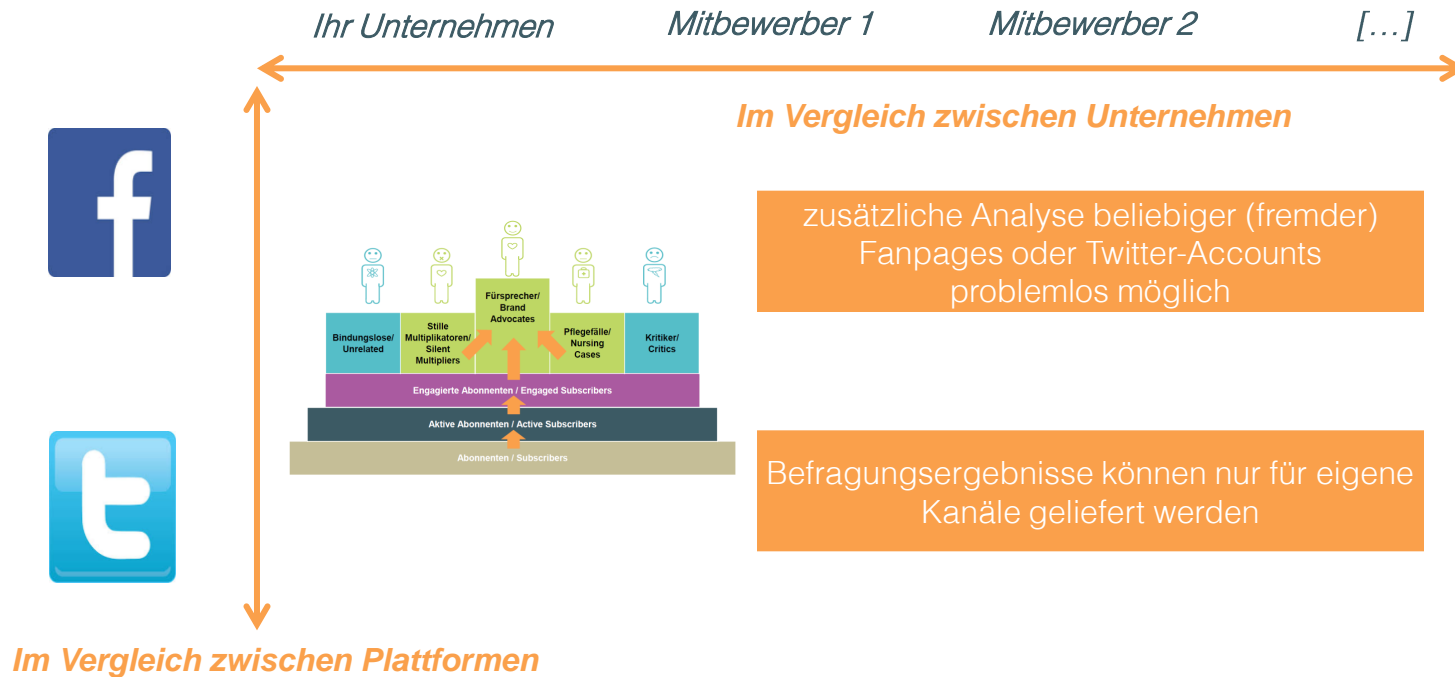 Ihr Unternehmen Mitbewerber 1 Mitbewerber 2 […]
Im Vergleich zwischen Unternehmen
f
zusätzliche Analyse beliebiger (fremder)
Fanpages oder Twitter-Accounts
problemlos möglich
Fürsprecher/
Brand
Advocates
Bindungslose/
Unrelated
Stille
Multiplikatoren/
Silent
Multipliers
Pflegefälle/
Nursing
Cases
Kritiker/
Critics
Engagierte Abonnenten / Engaged Subscribers
Aktive Abonnenten / Active Subscribers
Abonnenten / Subscribers
t
Befragungsergebnisse können nur für eigene
Kanäle geliefert werden
Im Vergleich zwischen Plattformen